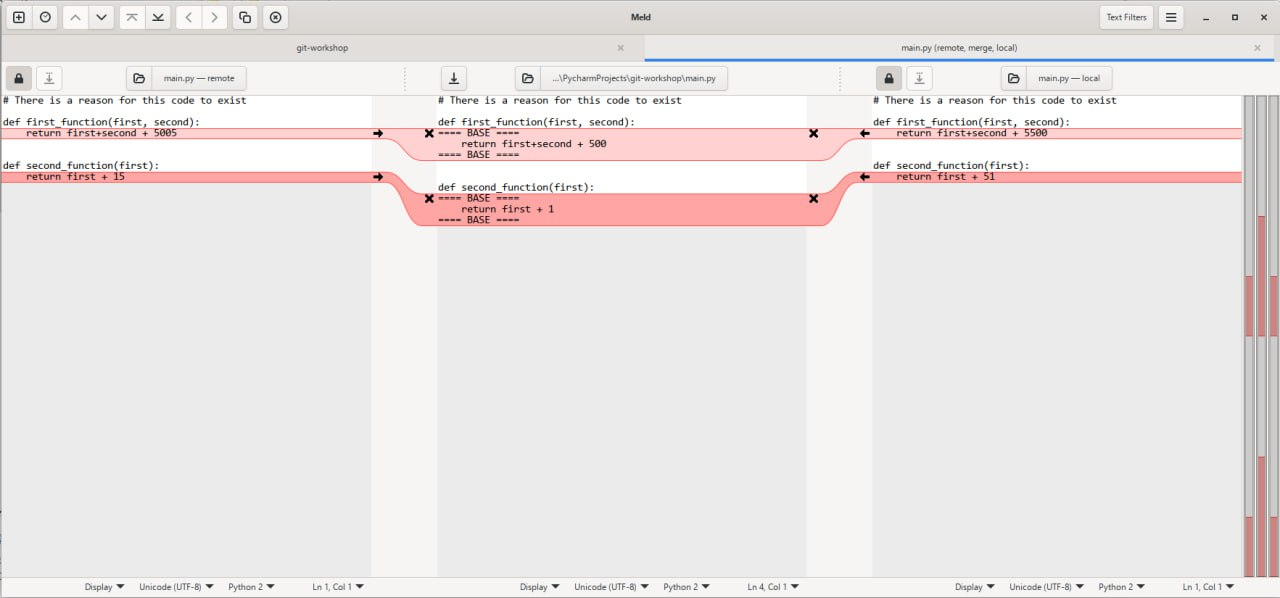 Meld
Text Filters
git-workshop
main.py (remote, merge, local)
main.py — remote
...\PycharmProjects\git-workshop\main.py
main.py — local
# There is a reason for this code to exist
def first_function(first, second):
    return first+second + 5005
def second_function(first):
    return first + 15
# There is a reason for this code to exist
def first_function(first, second):
==== BASE ====
    return first+second + 500
==== BASE ====
def second_function(first):
==== BASE ====
    return first + 1
==== BASE ====
# There is a reason for this code to exist
def first_function(first, second):
    return first+second + 5500
def second_function(first):
    return first + 51
Display Unicode (UTF-8) Python 2 Ln 1, Col 1
Display Unicode (UTF-8) Python 2 Ln 4, Col 1
Display Unicode (UTF-8) Python 2 Ln 1, Col 1